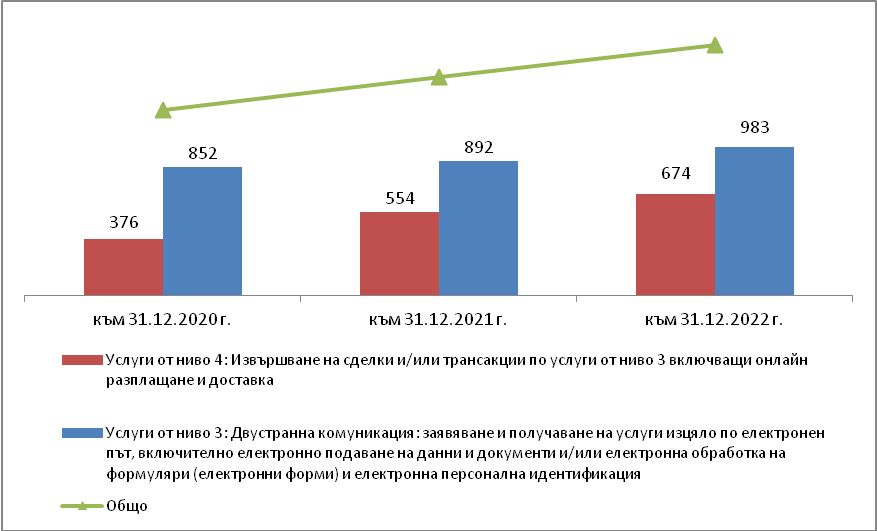 983
852
892
674
554
376
към 31.12.2020 г.
към 31.12.2021 г.
към 31.12.2022 г.
Услуги от ниво 4: Извършване на сделки и/или трансакции по услуги от ниво 3 включващи онлайн
разплащане и доставка
Услуги от ниво 3: Двустранна комуникация: заявяване и получаване на услуги изцяло по електронен
път, включително електронно подаване на данни и документи и/или електронна обработка на
формуляри (електронни форми) и електронна персонална идентификация
Общо